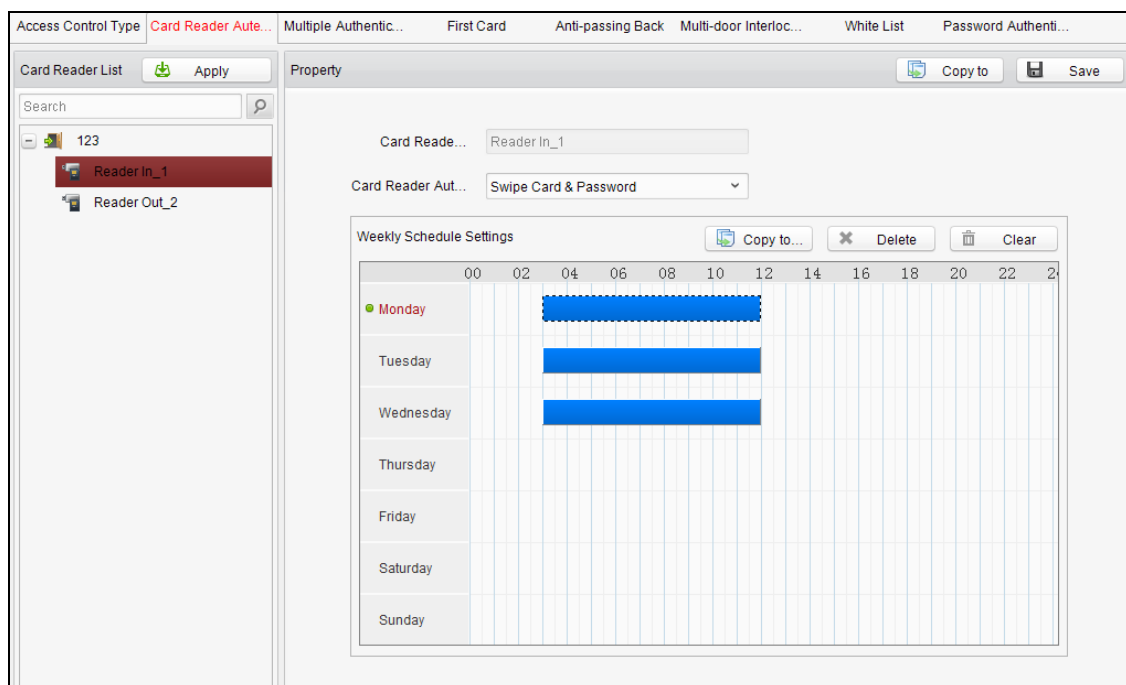 Access Control Type Card Reader Aute... Multiple Authentic... First Card Anti-passing Back Multi-door Interloc... White List Password Authenti...
Card Reader List Apply
Search
123
Reader In_1
Reader Out_2
Property Copy to Save
Card Reade... Reader In_1
Card Reader Aut... Swipe Card & Password
Weekly Schedule Settings Copy to... Delete Clear
00 02 04 06 08 10 12 14 16 18 20 22 2
Monday
Tuesday
Wednesday
Thursday
Friday
Saturday
Sunday